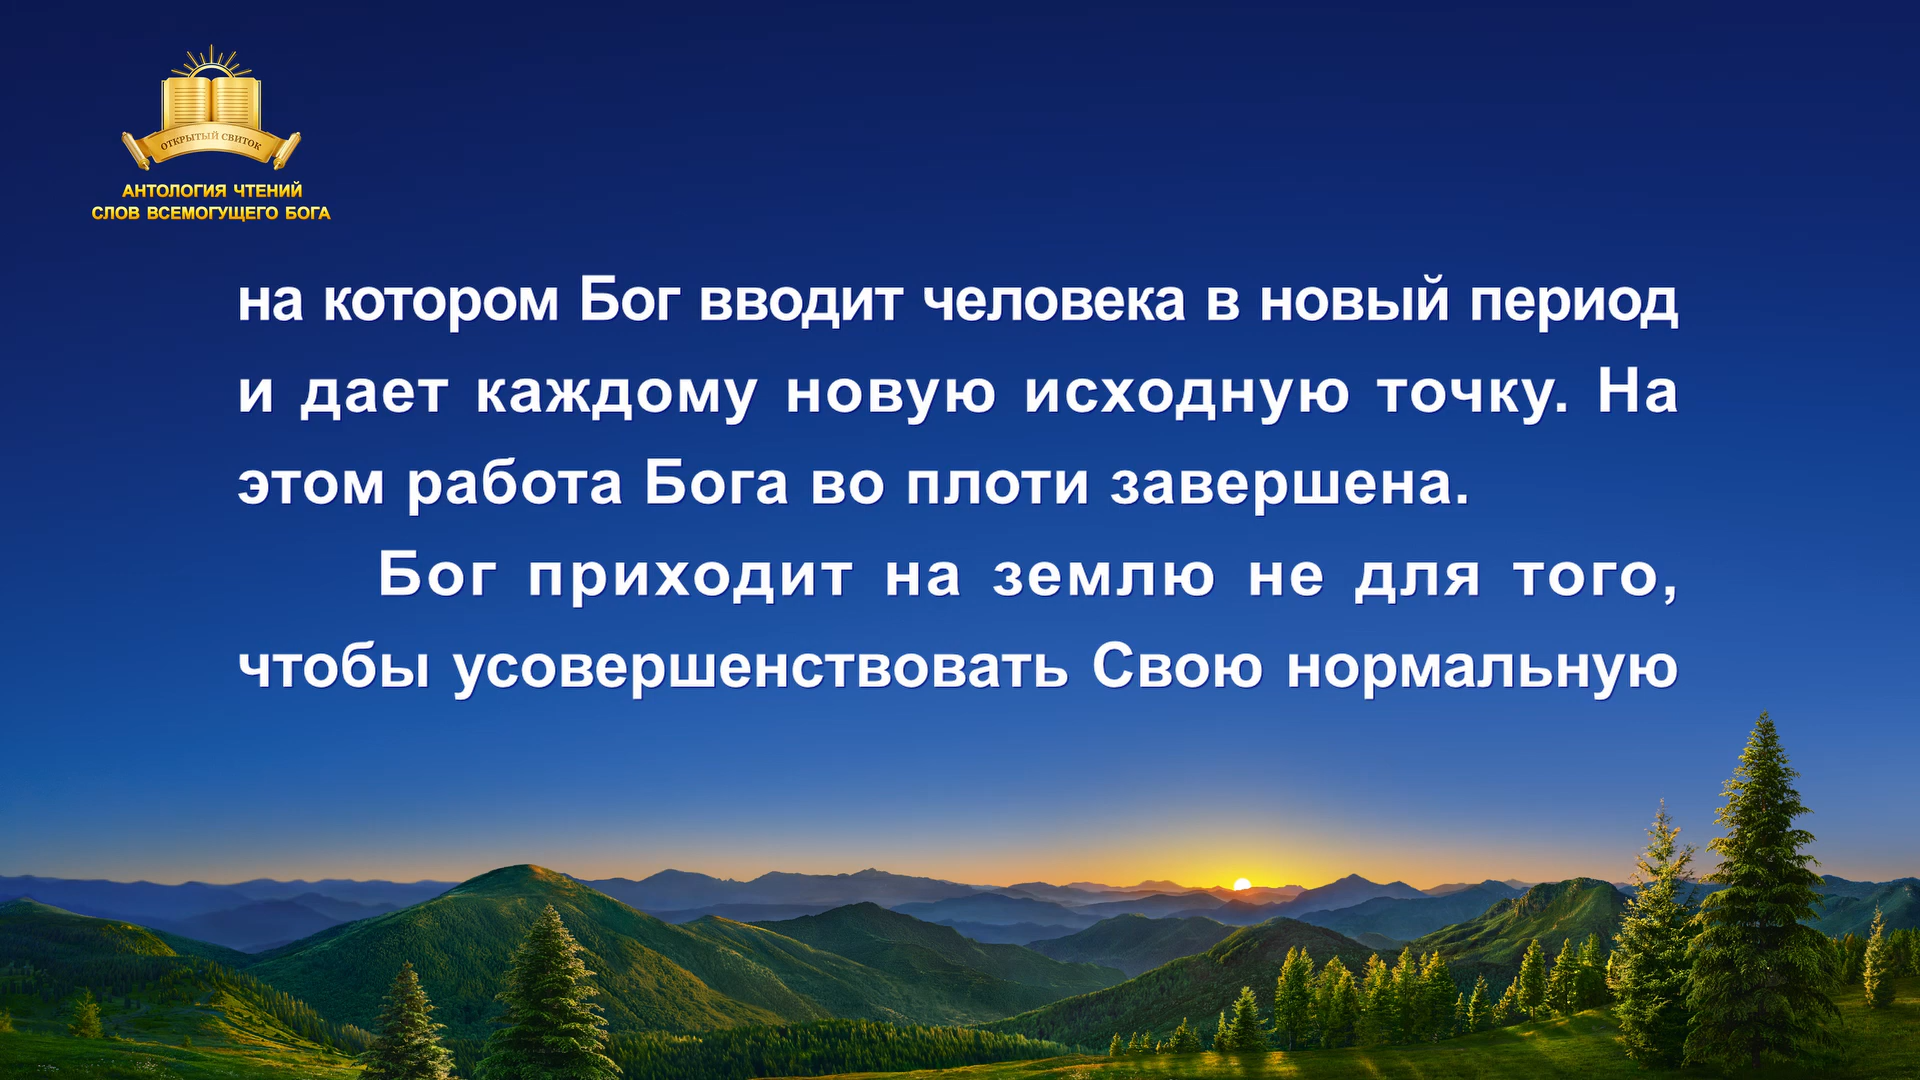 ОТКРЫТЫЙ СВИТОК
АНТОЛОГИЯ ЧТЕНИЙ
СЛОВ ВСЕМОГУЩЕГО БОГА
на котором Бог вводит человека в новый период
и дает каждому новую исходную точку. На
этом работа Бога во плоти завершена.
Бог приходит на землю не для того,
чтобы усовершенствовать Свою нормальную